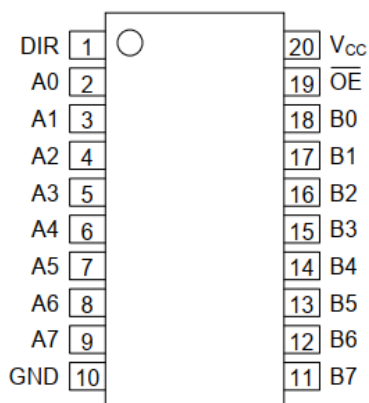 DIR 1 20 VCC
A0 2 19 O̅E̅
A1 3 18 B0
A2 4 17 B1
A3 5 16 B2
A4 6 15 B3
A5 7 14 B4
A6 8 13 B5
A7 9 12 B6
GND 10 11 B7